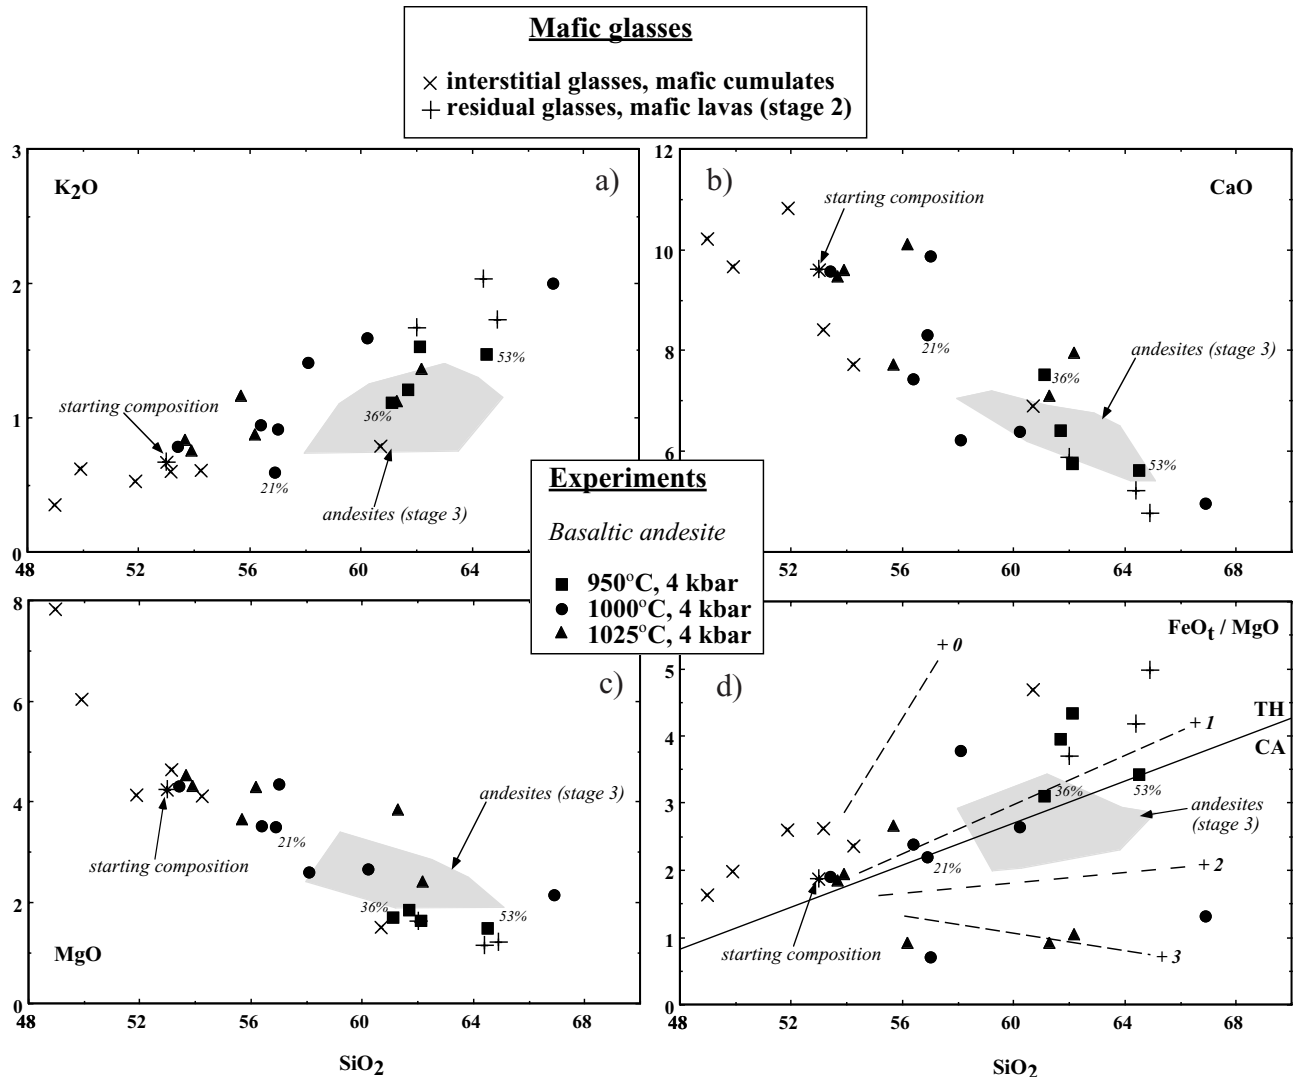 Mafic glasses
× interstitial glasses, mafic cumulates
+ residual glasses, mafic lavas (stage 2)
3
2
1
0
48
52
56
60
64
68
K2O
a)
starting composition
53%
36%
21%
andesites (stage 3)
12
10
8
6
52
56
60
64
68
b)
CaO
starting composition
21%
andesites (stage 3)
36%
53%
Experiments
Basaltic andesite
■ 950°C, 4 kbar
● 1000°C, 4 kbar
▲ 1025°C, 4 kbar
8
6
4
2
0
48
52
56
60
64
68
c)
MgO
andesites (stage 3)
21%
starting composition
36%
53%
SiO2
5
4
3
2
1
0
48
52
56
60
64
68
d)
FeOt / MgO
+ 0
+ 1
TH
CA
36%
53%
andesites
(stage 3)
21%
+ 2
starting composition
+ 3
SiO2